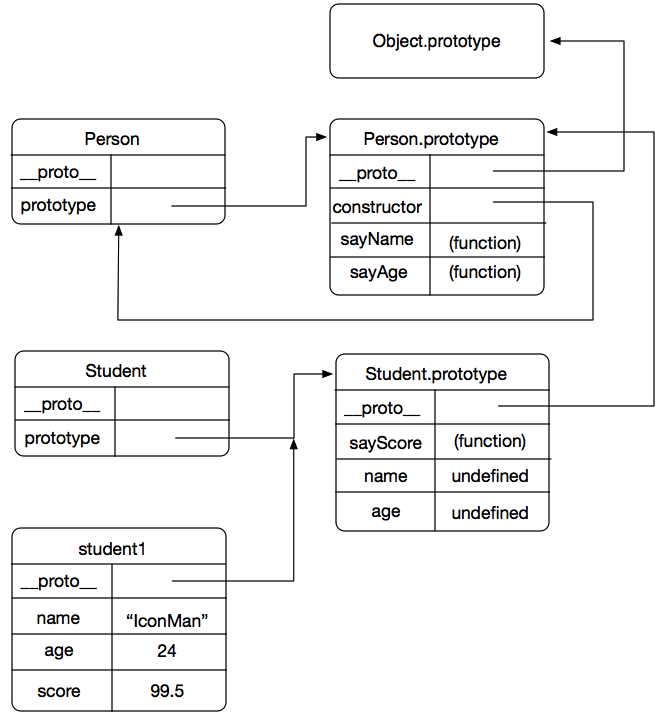 Object.prototype
Person
__proto__
prototype
Person.prototype
__proto__
constructor
sayName (function)
sayAge (function)
Student
__proto__
prototype
Student.prototype
__proto__
sayScore (function)
name undefined
age undefined
student1
__proto__
name “IconMan”
age 24
score 99.5